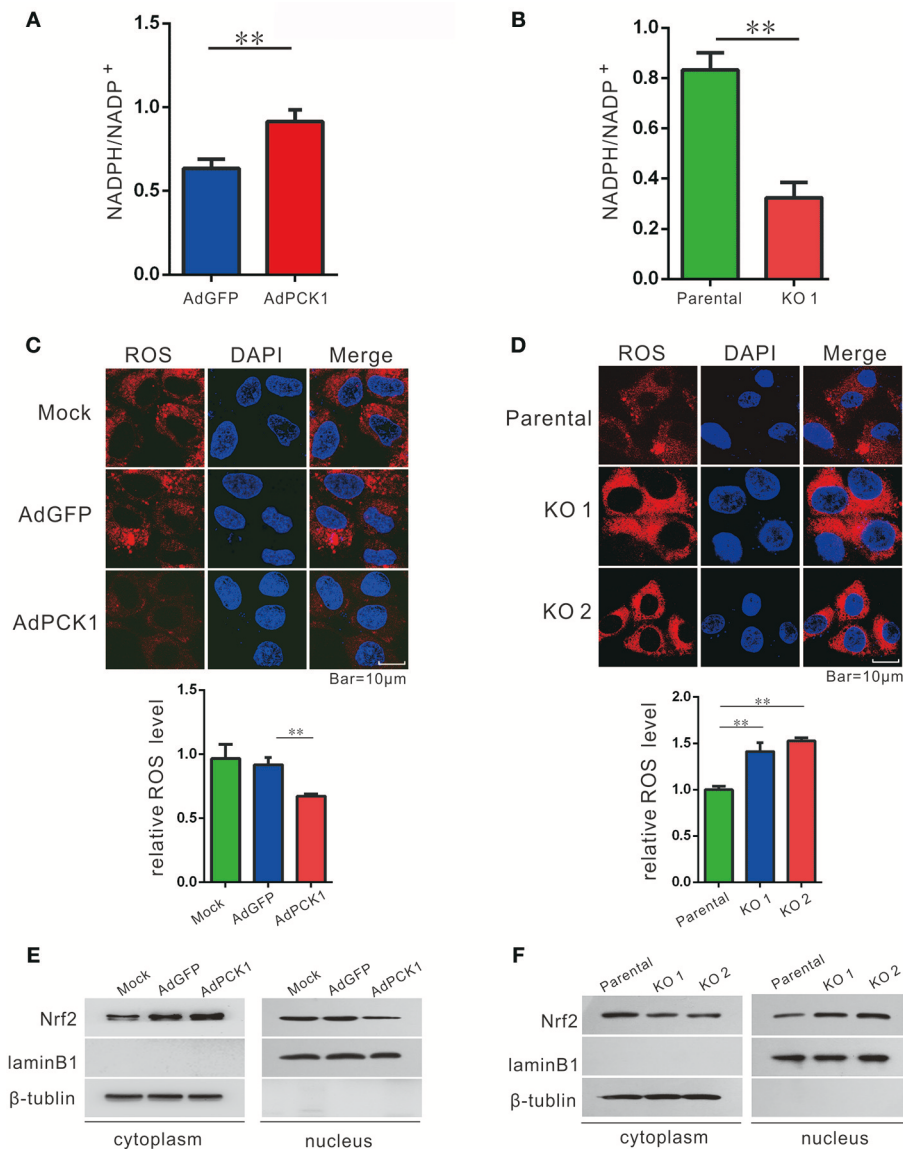 A
NADPH/NADP +
1.5
1.0
0.5
0.0
**
AdGFP AdPCK1
B
NADPH/NADP +
1.0
0.8
0.6
0.4
0.2
0.0
**
Parental KO 1
C
ROS DAPI Merge
Mock
AdGFP
AdPCK1
Bar=10μm
relative ROS level
1.5
1.0
0.5
0.0
**
Mock AdGFP AdPCK1
D
ROS DAPI Merge
Parental
KO 1
KO 2
Bar=10μm
relative ROS level
2.0
1.5
1.0
0.5
0.0
**
**
Parental KO 1 KO 2
E
Mock AdGFP AdPCK1 Mock AdGFP AdPCK1
Nrf2
laminB1
β-tublin
cytoplasm nucleus
F
Parental KO 1 KO 2 Parental KO 1 KO 2
Nrf2
laminB1
β-tublin
cytoplasm nucleus